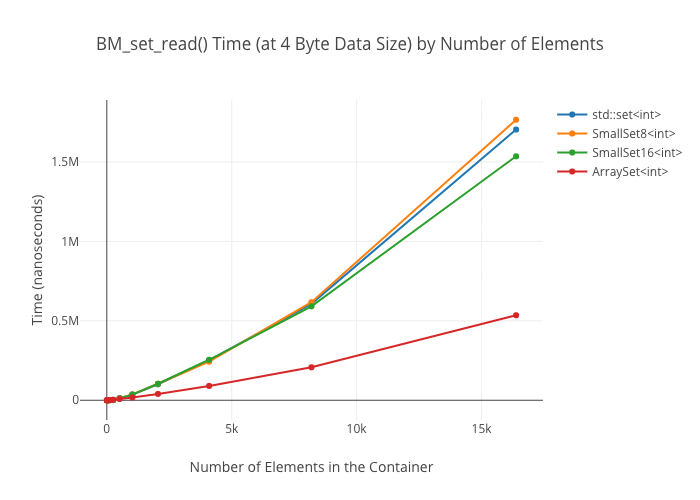 BM_set_read() Time (at 4 Byte Data Size) by Number of Elements
std::set<int>
SmallSet8<int>
SmallSet16<int>
ArraySet<int>
1.5M
1M
0.5M
0
Time (nanoseconds)
0
5k
10k
15k
Number of Elements in the Container